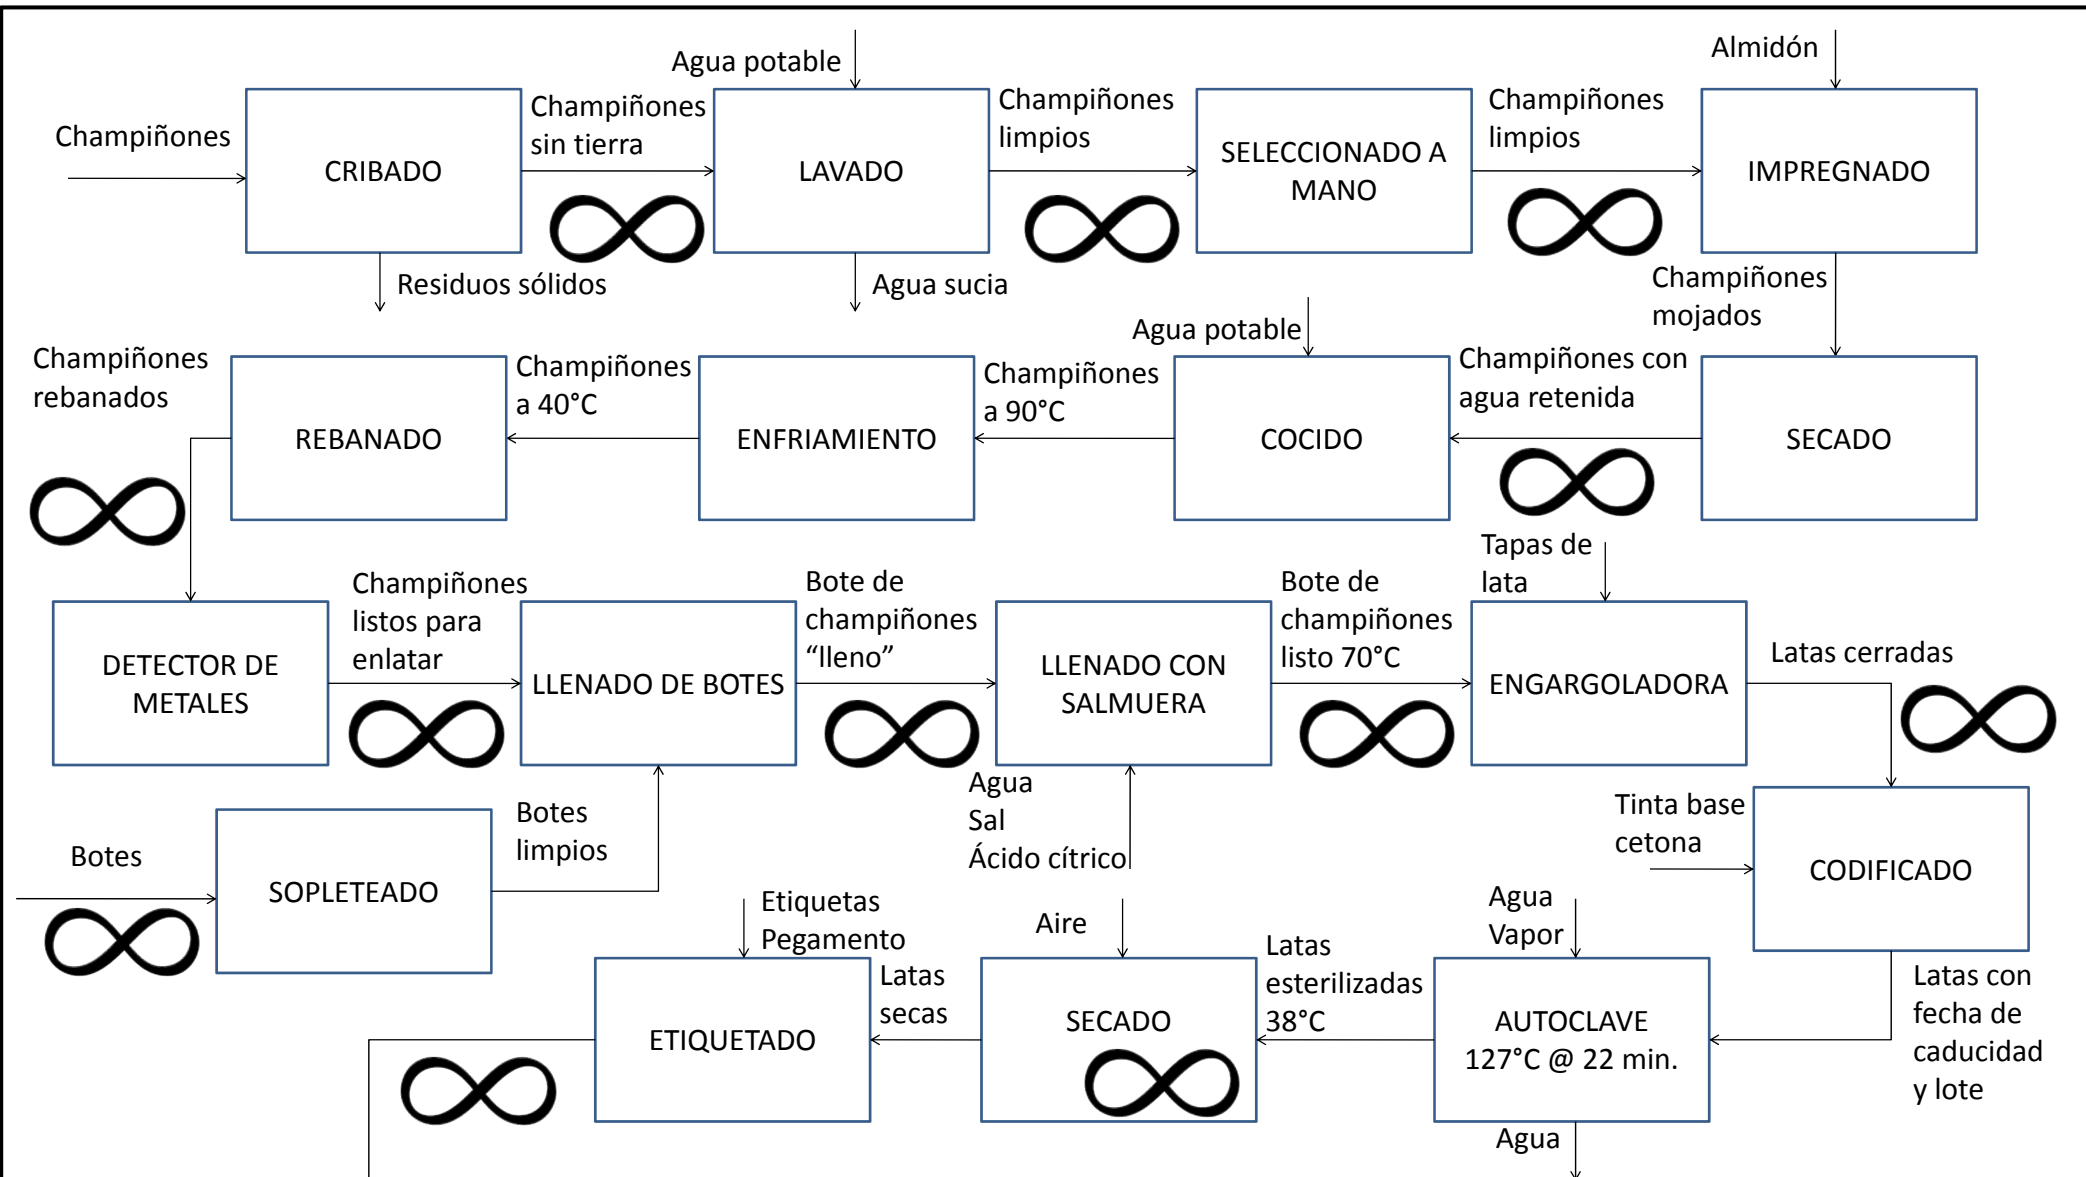 Agua potable
Almidón
Champiñones
Champiñones
sin tierra
Champiñones
limpios
Champiñones
limpios
CRIBADO
LAVADO
SELECCIONADO A
MANO
IMPREGNADO
Residuos sólidos
Agua sucia
Champiñones
mojados
Agua potable
Champiñones
rebanados
Champiñones
a 40°C
Champiñones
a 90°C
Champiñones con
agua retenida
REBANADO
ENFRIAMIENTO
COCIDO
SECADO
Tapas de
lata
Champiñones
listos para
enlatar
Bote de
champiñones
“lleno”
Bote de
champiñones
listo 70°C
Latas cerradas
DETECTOR DE
METALES
LLENADO DE BOTES
LLENADO CON
SALMUERA
ENGARGOLADORA
Agua
Sal
Ácido cítrico
Botes
limpios
Tinta base
cetona
Botes
SOPLETEADO
CODIFICADO
Etiquetas
Pegamento
Aire
Agua
Vapor
Latas
secas
Latas
esterilizadas
38°C
Latas con
fecha de
caducidad
y lote
ETIQUETADO
SECADO
AUTOCLAVE
127°C @ 22 min.
Agua